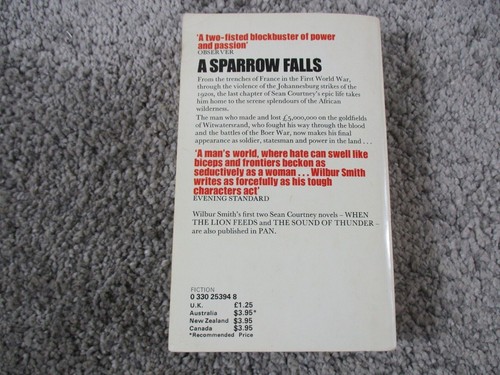 'A two-fisted blockbuster of power
and passion'
OBSERVER
A SPARROW FALLS
From the trenches of France in the First World War,
through the violence of the Johannesburg strikes of the
1920s, the last chapter of Sean Courtney's epic life takes
him home to the serene splendours of the African
wilderness.
The man who made and lost £5,000,000 on the goldfields
of Witwatersrand, who fought his way through the blood
and the battles of the Boer War, now makes his final
appearance as soldier, statesman and power in the land . . .
'A man's world, where hate can swell like
biceps and frontiers beckon as
seductively as a woman . . . Wilbur Smith
writes as forcefully as his tough
characters act'
EVENING STANDARD
Wilbur Smith's first two Sean Courtney novels – WHEN
THE LION FEEDS and THE SOUND OF THUNDER –
are also published in PAN.
FICTION
0 330 25394 8
U.K. £1.25
Australia $3.95*
New Zealand $3.95
Canada $3.95
*Recommended Price